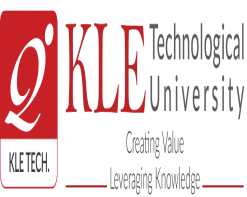 KLE Technological
University
Creating Value
Leveraging Knowledge
KLE TECH.